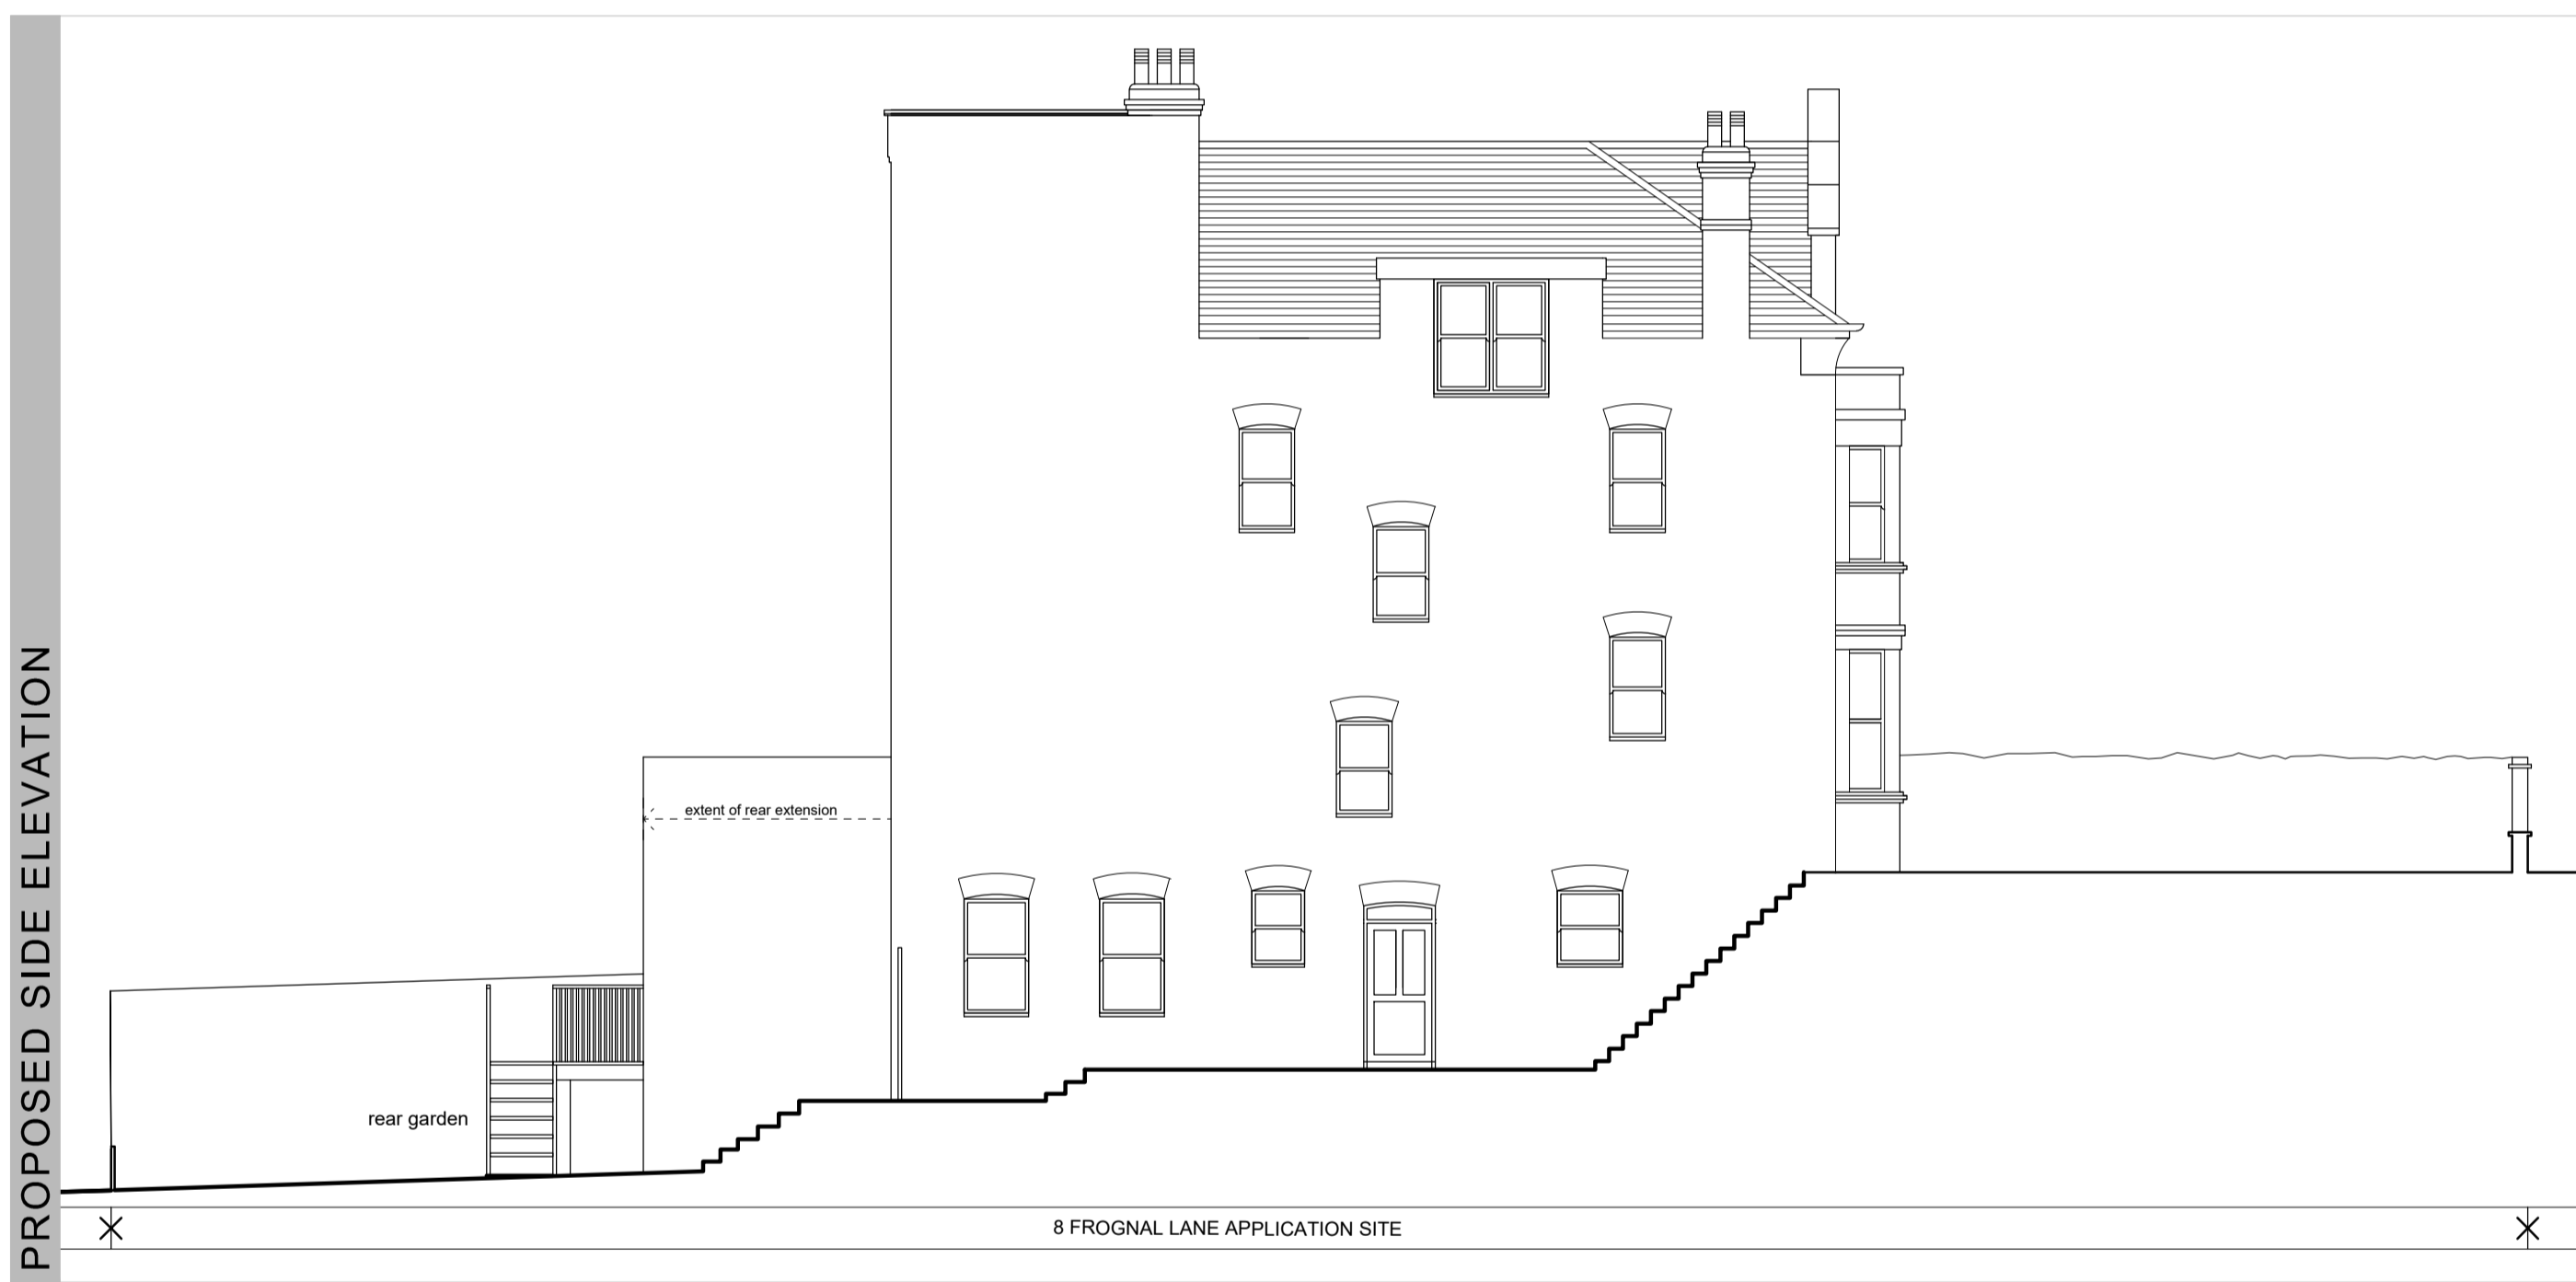 PROPOSED SIDE ELEVATION
extent of rear extension
rear garden
8 FROGNAL LANE APPLICATION SITE